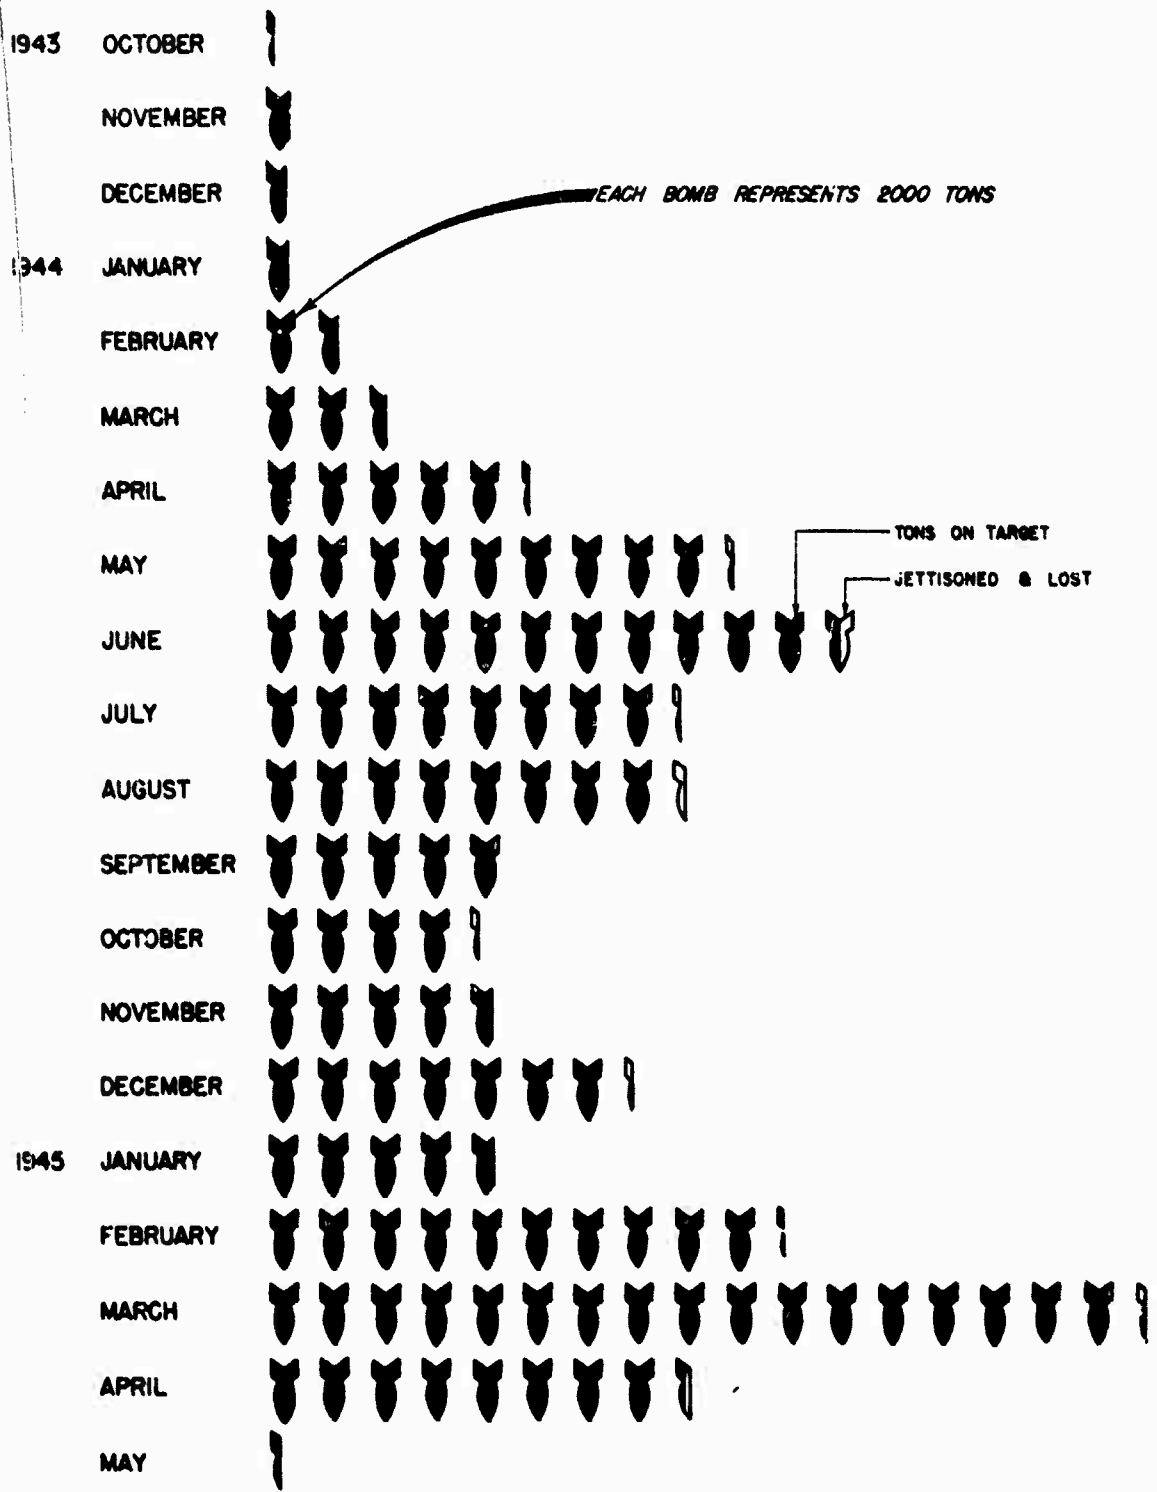 1943 OCTOBER
NOVEMBER
DECEMBER
EACH BOMB REPRESENTS 2000 TONS
1944 JANUARY
FEBRUARY
MARCH
APRIL
TONS ON TARGET
MAY
JETTISONED & LOST
JUNE
JULY
AUGUST
SEPTEMBER
OCTOBER
NOVEMBER
DECEMBER
1945 JANUARY
FEBRUARY
MARCH
APRIL
MAY